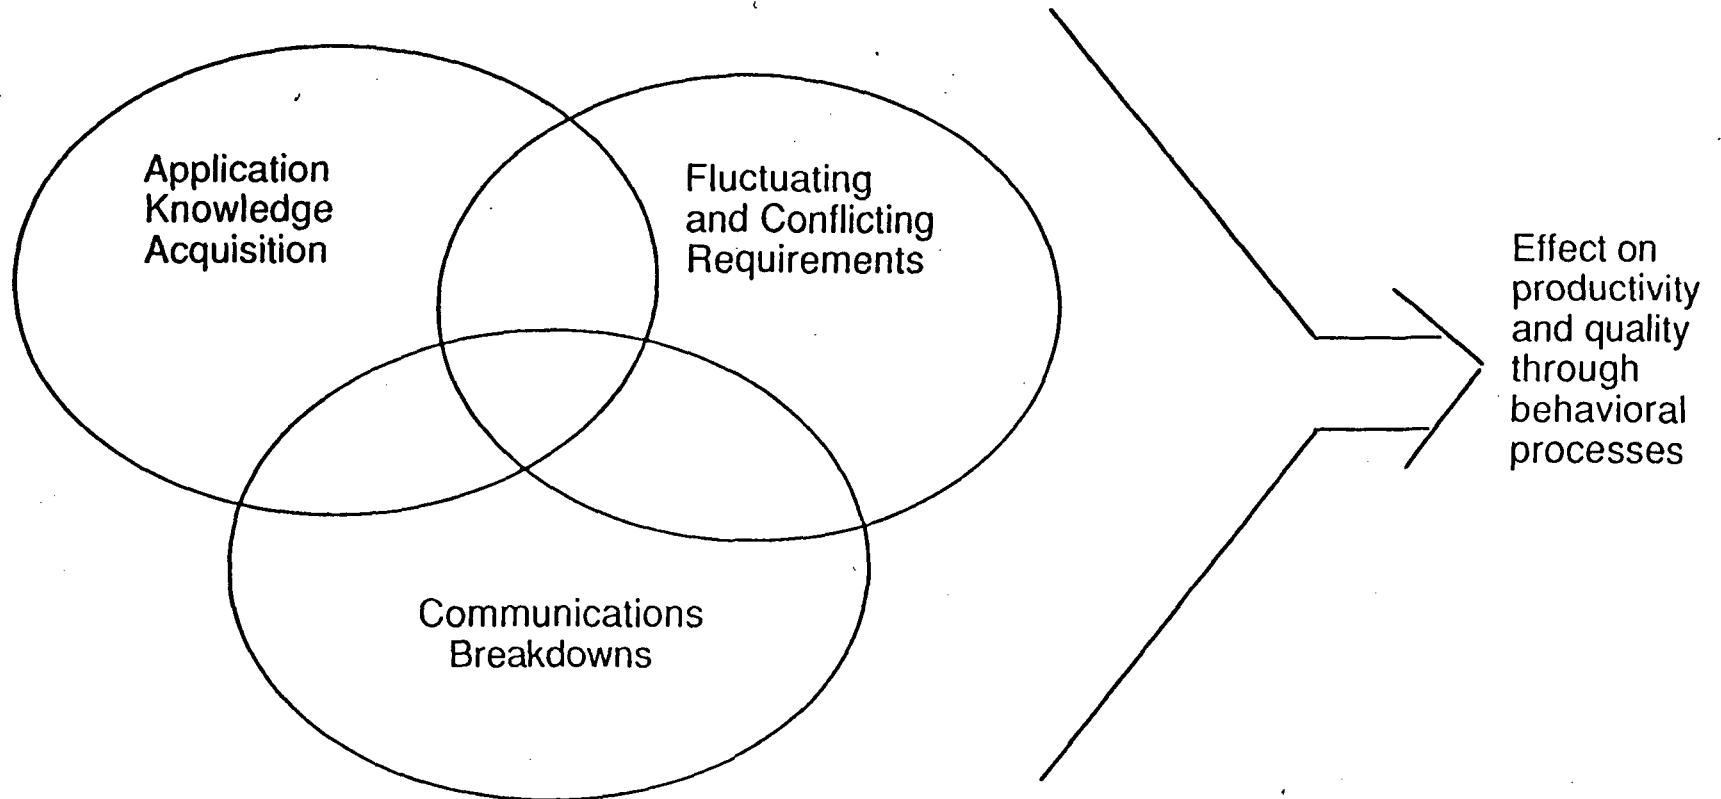 Application
Knowledge
Acquisition
Fluctuating
and Conflicting
Requirements
Communications
Breakdowns
Effect on
productivity
and quality
through
behavioral
processes